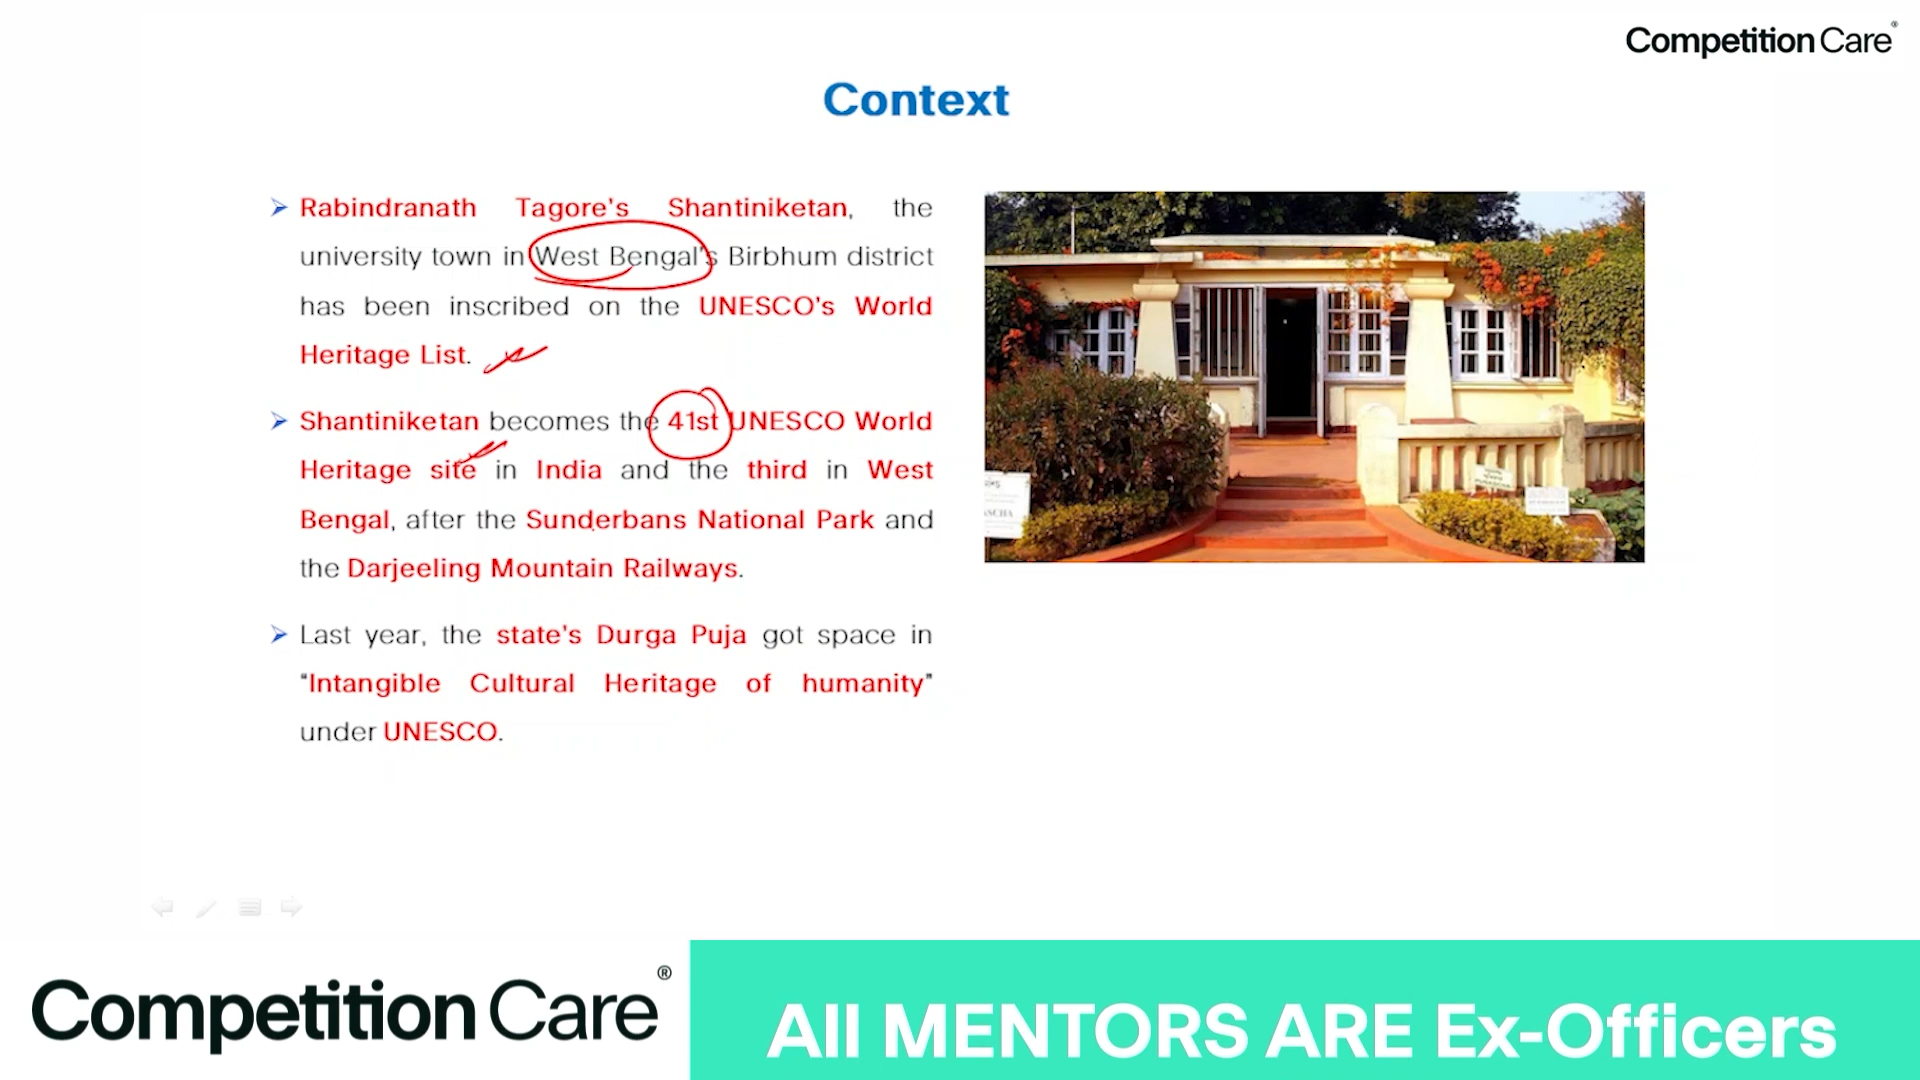 Competition Care®
Context
➢ Rabindranath Tagore's Shantiniketan, the
university town in West Bengal's Birbhum district
has been inscribed on the UNESCO's World
Heritage List.
➢ Shantiniketan becomes the 41st UNESCO World
Heritage site in India and the third in West
Bengal, after the Sunderbans National Park and
the Darjeeling Mountain Railways.
➢ Last year, the state's Durga Puja got space in
"Intangible Cultural Heritage of humanity"
under UNESCO.
Competition Care®
All MENTORS ARE Ex-Officers